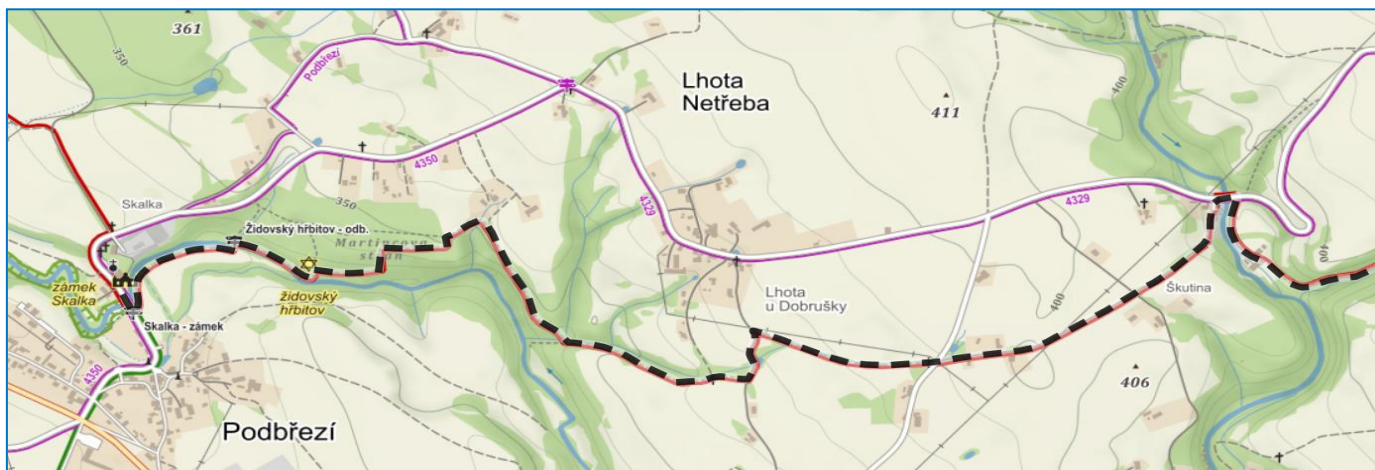 361
350
Podbřezí
Lhota
Netřeba
400
411
4350
4329
4329
Skalka
350
Židovský hřbitov - odb.
Martincova
stráň
zámek
Skalka
židovský
hřbitov
Skalka - zámek
Lhota
u Dobrušky
400
Škutina
400
4350
406
Podbřezí